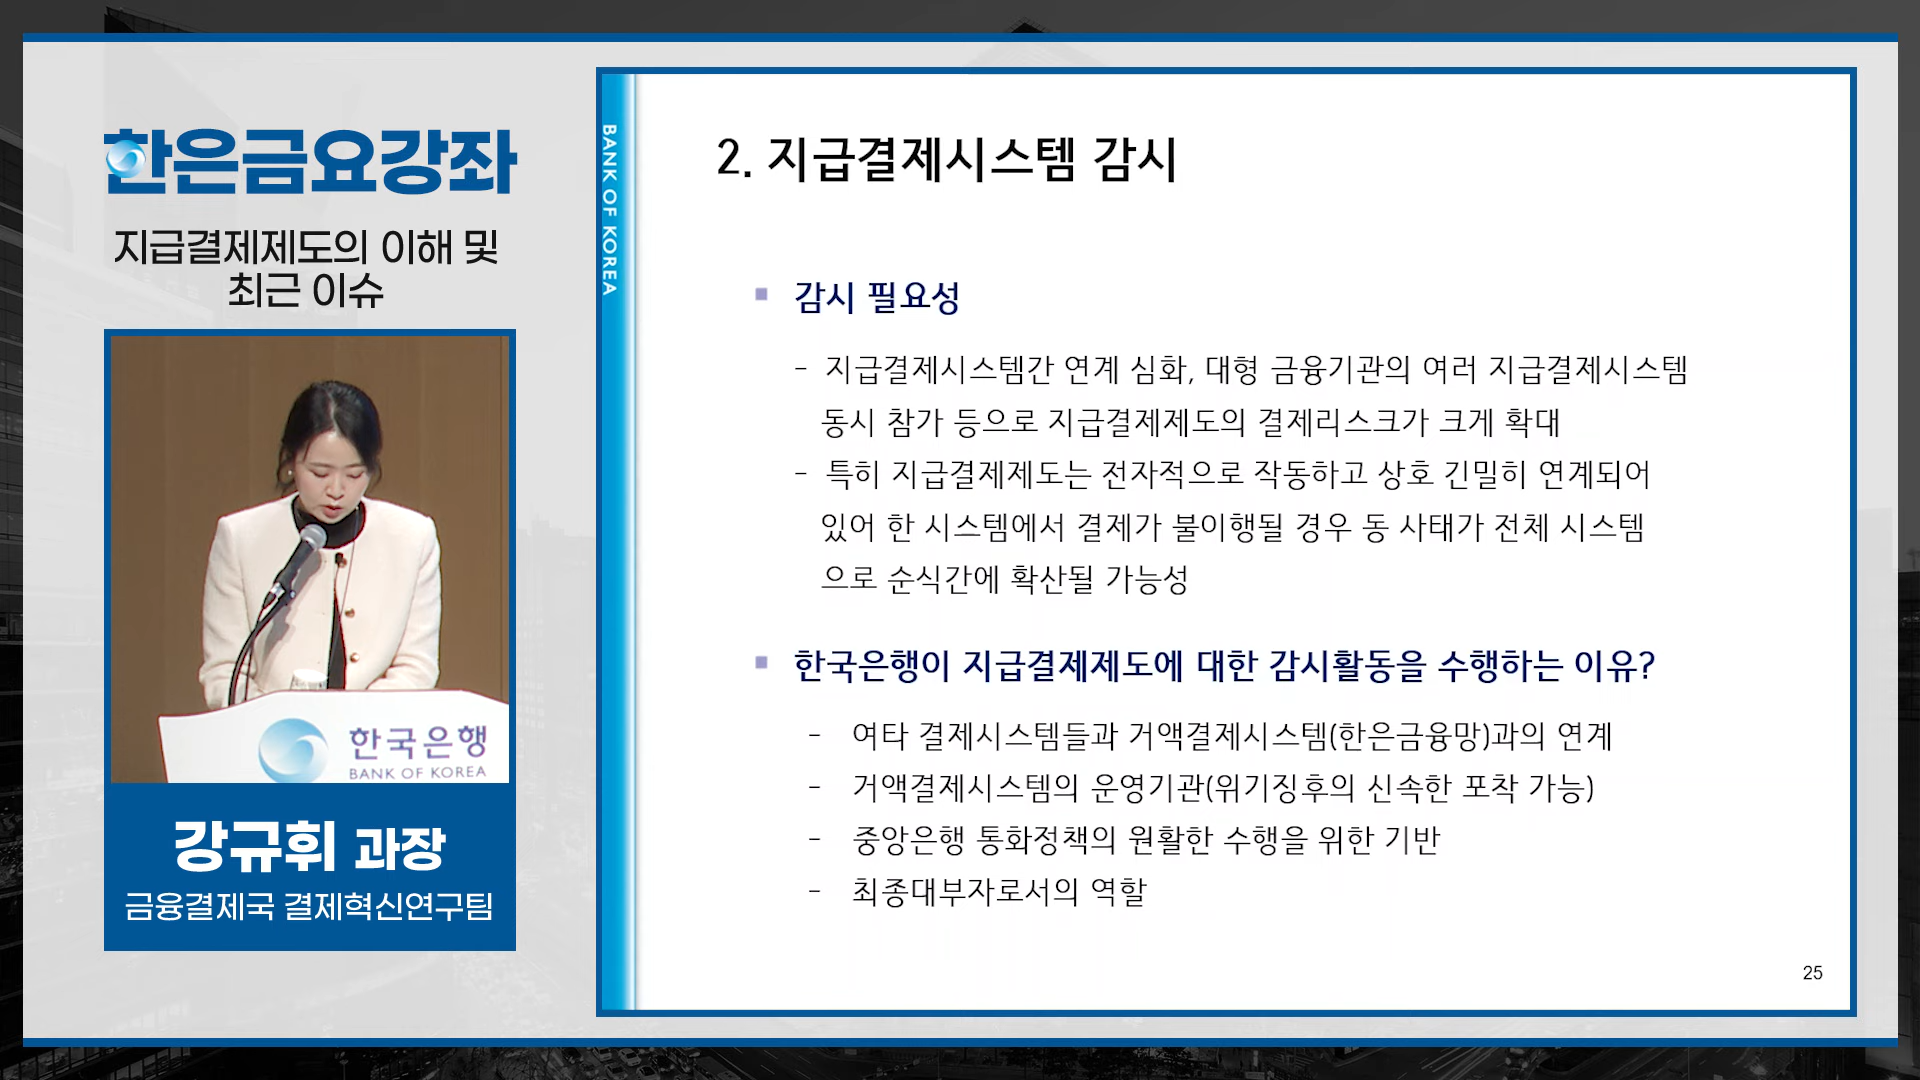 한은금요강좌
지급결제제도의 이해 및
최근 이슈
한국은행
BANK OF KOREA
강규휘 과장
금융결제국 결제혁신연구팀
BANK OF KOREA
2. 지급결제시스템 감시
감시 필요성
- 지급결제시스템간 연계 심화, 대형 금융기관의 여러 지급결제시스템
동시 참가 등으로 지급결제제도의 결제리스크가 크게 확대
- 특히 지급결제제도는 전자적으로 작동하고 상호 긴밀히 연계되어
있어 한 시스템에서 결제가 불이행될 경우 동 사태가 전체 시스템
으로 순식간에 확산될 가능성
한국은행이 지급결제제도에 대한 감시활동을 수행하는 이유?
- 여타 결제시스템들과 거액결제시스템(한은금융망)과의 연계
- 거액결제시스템의 운영기관(위기징후의 신속한 포착 가능)
- 중앙은행 통화정책의 원활한 수행을 위한 기반
- 최종대부자로서의 역할
25